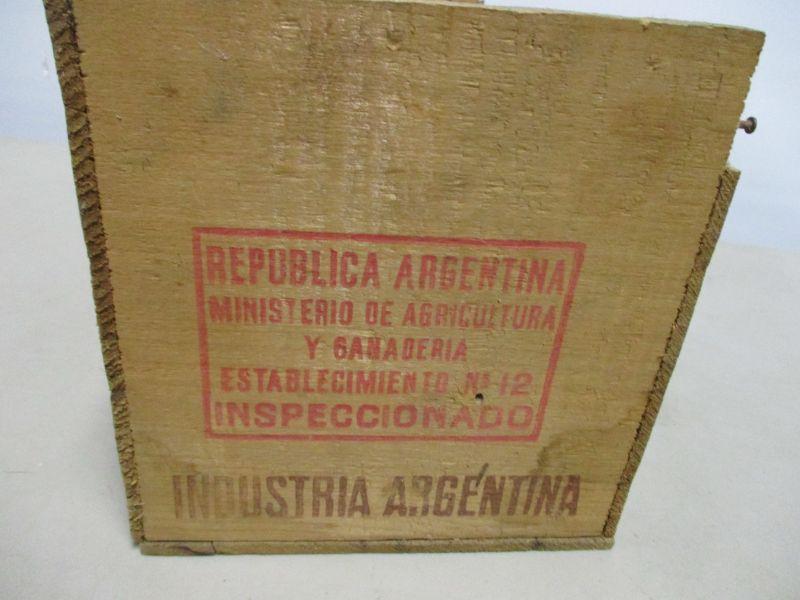 REPUBLICA ARGENTINA
MINISTERIO DE AGRICULTURA
Y GANADERIA
ESTABLECIMIENTO Nº 12
INSPECCIONADO
INDUSTRIA ARGENTINA